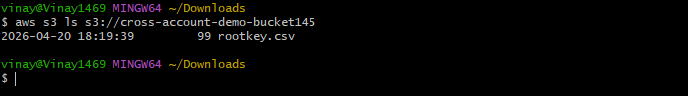 vinay@Vinay1469 MINGW64 ~/Downloads
$ aws s3 ls s3://cross-account-demo-bucket145
2026-04-20 18:19:39         99 rootkey.csv
vinay@Vinay1469 MINGW64 ~/Downloads
$